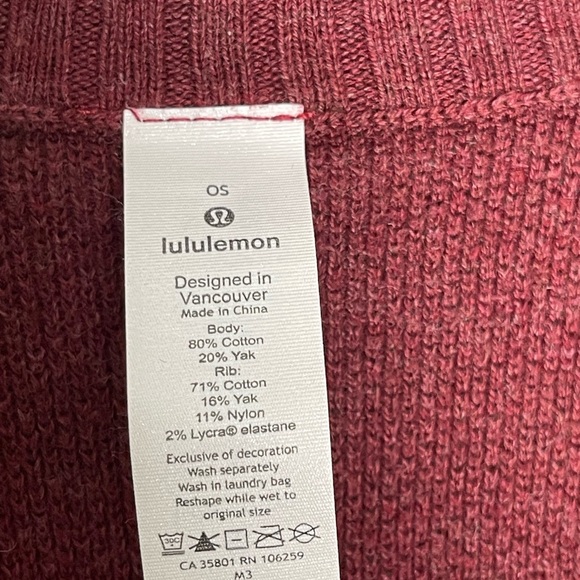 OS
lululemon
Designed in
Vancouver
Made in China
Body:
80% Cotton
20% Yak
Rib:
71% Cotton
16% Yak
11% Nylon
2% Lycra® elastane
Exclusive of decoration
Wash separately
Wash in laundry bag
Reshape while wet to
original size
30C
CA 35801 RN 106259
M3